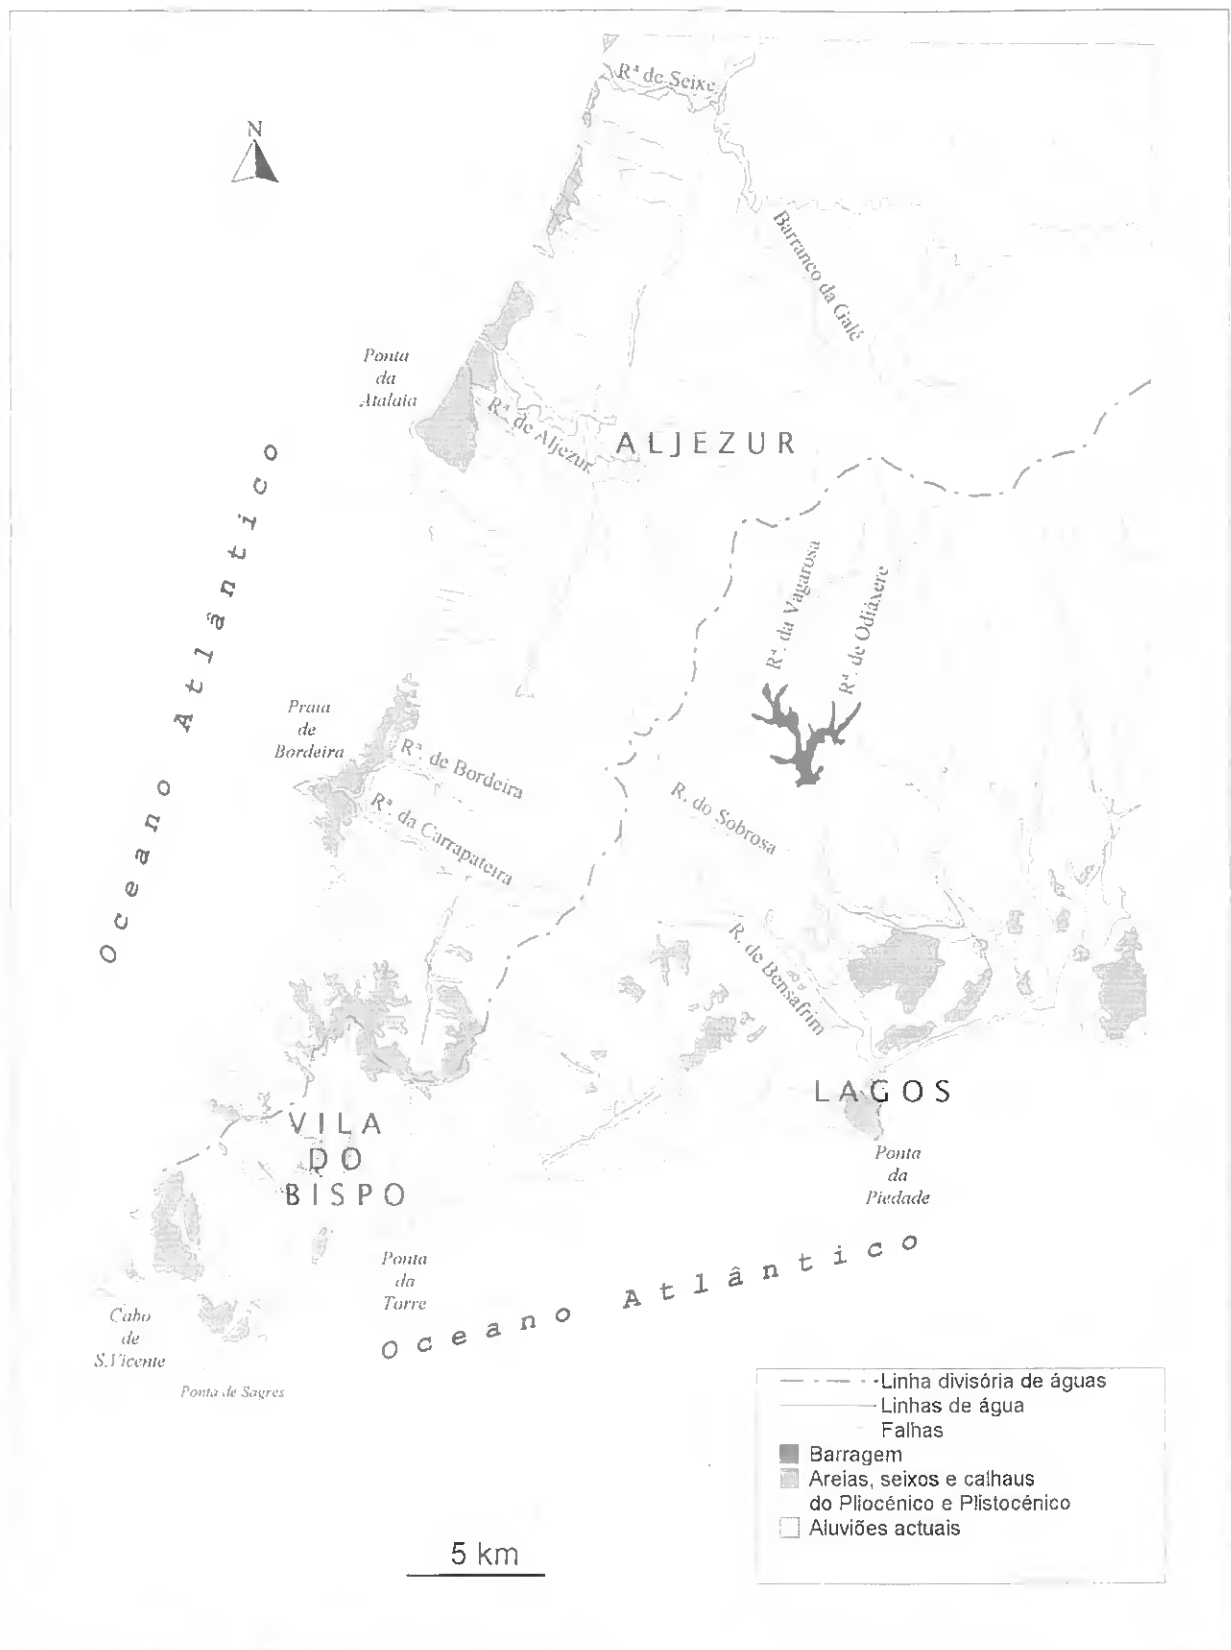 N
Rª de Seixe
Barranco da Galé
Ponta
da
Atalaia
Rª. de Aljezur
ALJEZUR
Oceano Atlântico
Rª. da Vagarosa
Rª. de Odiáxere
Praia
de
Bordeira
Rª. de Bordeira
Rª. da Carrapateira
R. do Sobrosa
R. de Bensafrim
LAGOS
VILA
DO
BISPO
Ponta
da
Piedade
Ponta
da
Torre
Oceano Atlântico
Cabo
de
S.Vicente
Ponta de Sagres
Linha divisória de águas
Linhas de água
Falhas
Barragem
Areias, seixos e calhaus
do Pliocénico e Plistocénico
Aluviões actuais
5 km